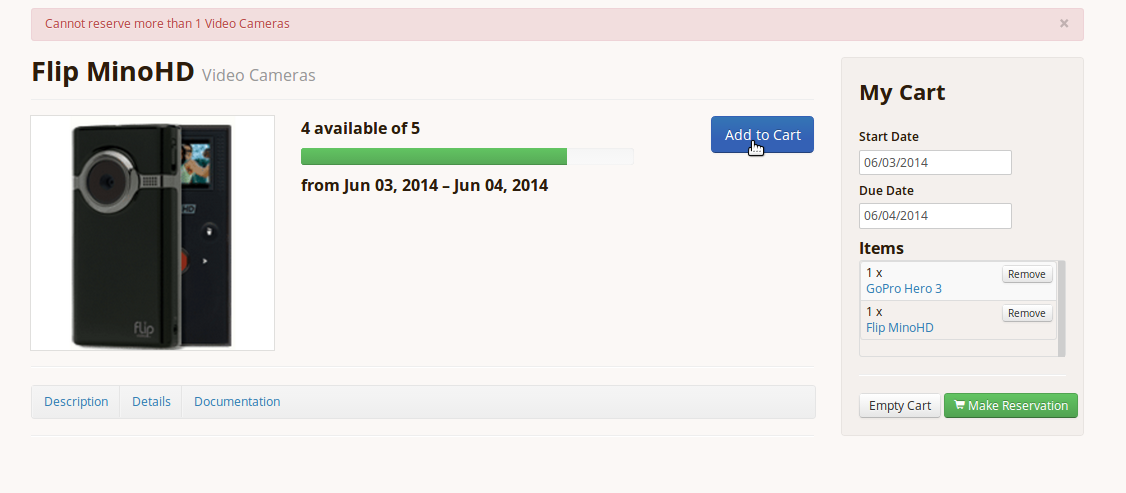 Cannot reserve more than 1 Video Cameras ×
Flip MinoHD Video Cameras
4 available of 5
Add to Cart
from Jun 03, 2014 – Jun 04, 2014
flip
Description
Details
Documentation
My Cart
Start Date
06/03/2014
Due Date
06/04/2014
Items
1 x
Remove
GoPro Hero 3
1 x
Remove
Flip MinoHD
Empty Cart
Make Reservation